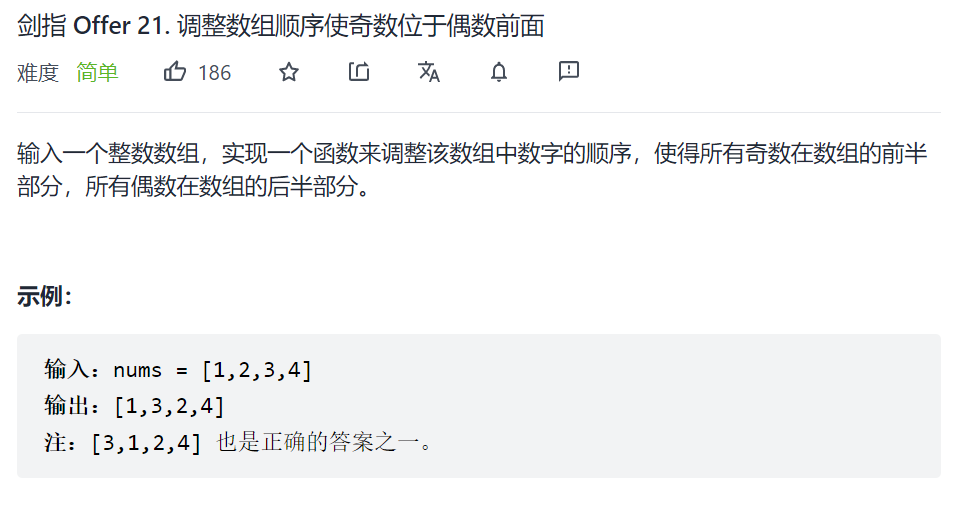 剑指 Offer 21. 调整数组顺序使奇数位于偶数前面
难度 简单 186
输入一个整数数组，实现一个函数来调整该数组中数字的顺序，使得所有奇数在数组的前半
部分，所有偶数在数组的后半部分。
示例：
输入：nums = [1,2,3,4]
输出：[1,3,2,4]
注：[3,1,2,4] 也是正确的答案之一。